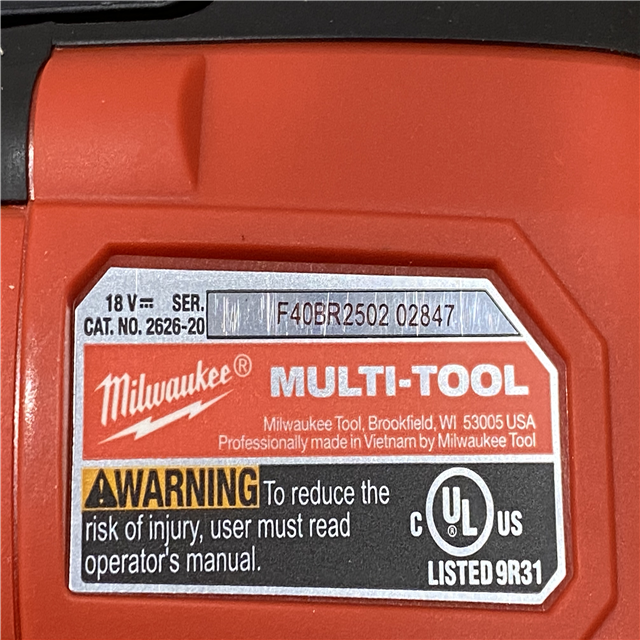 18 V⎓ SER. F40BR2502 02847
CAT. NO. 2626-20
Milwaukee® MULTI-TOOL
Milwaukee Tool, Brookfield, WI 53005 USA
Professionally made in Vietnam by Milwaukee Tool
⚠WARNING To reduce the
risk of injury, user must read
operator's manual.
C UL® US
LISTED 9R31